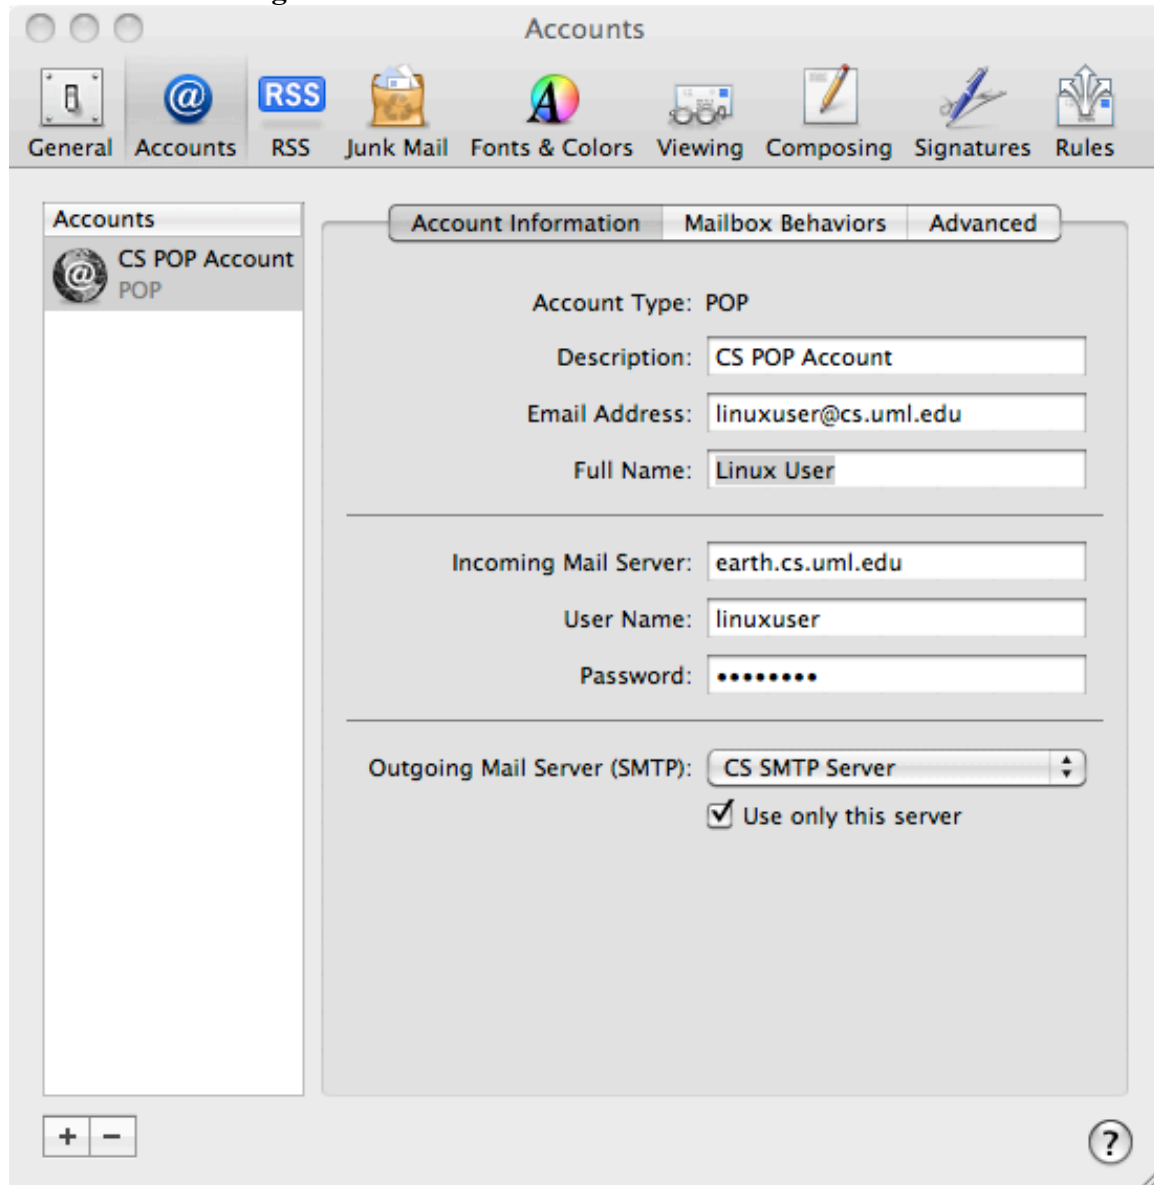 Accounts
RSS
General Accounts RSS Junk Mail Fonts & Colors Viewing Composing Signatures Rules
Accounts
CS POP Account
POP
Account Information Mailbox Behaviors Advanced
Account Type: POP
Description: CS POP Account
Email Address: linuxuser@cs.uml.edu
Full Name: Linux User
Incoming Mail Server: earth.cs.uml.edu
User Name: linuxuser
Password: ••••••••
Outgoing Mail Server (SMTP): CS SMTP Server
Use only this server
+ −
?